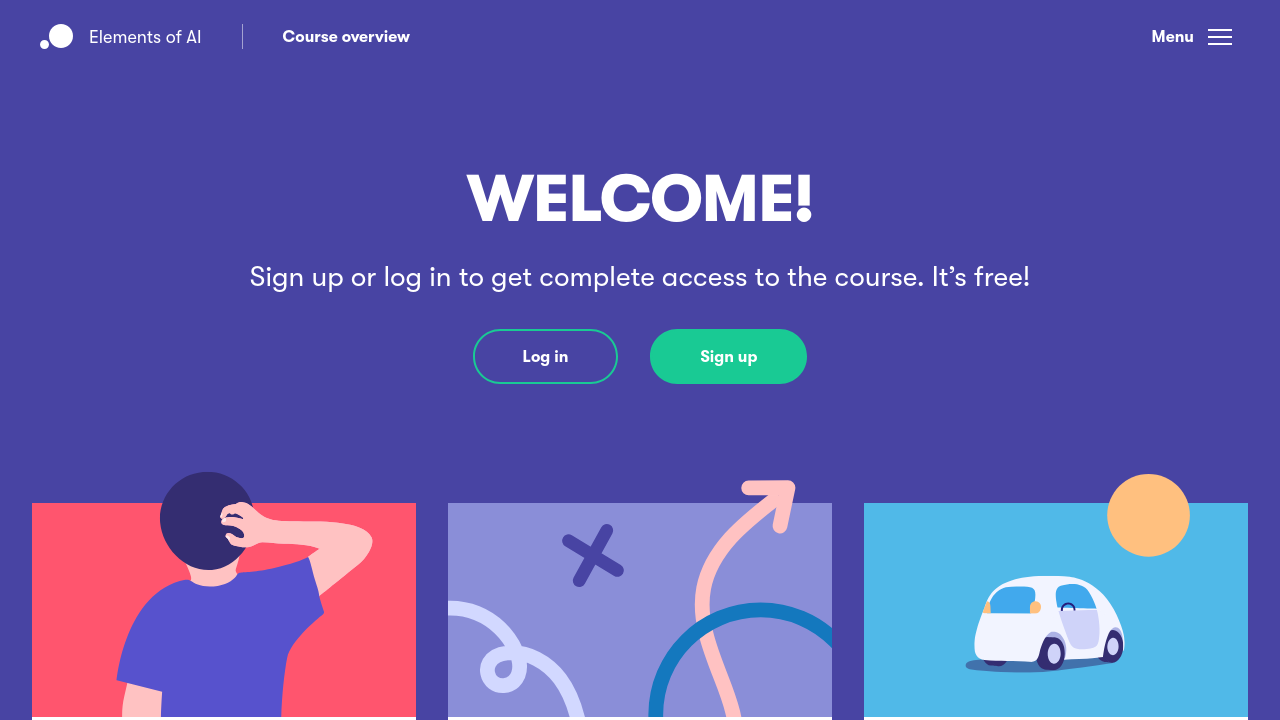 Elements of AI
Course overview
Menu
WELCOME!
Sign up or log in to get complete access to the course. It’s free!
Log in
Sign up